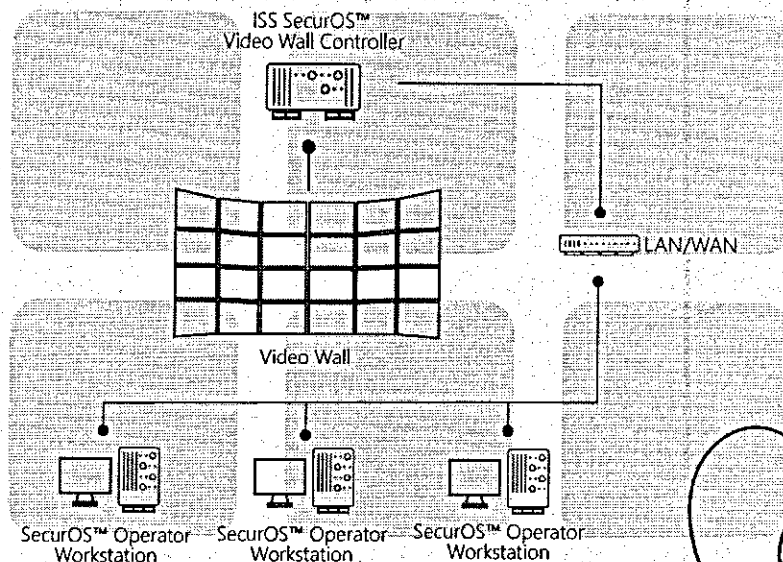 ISS SecurOS™
Video Wall Controller
LAN/WAN
Video Wall
SecurOS™ Operator
Workstation
SecurOS™ Operator
Workstation
SecurOS™ Operator
Workstation